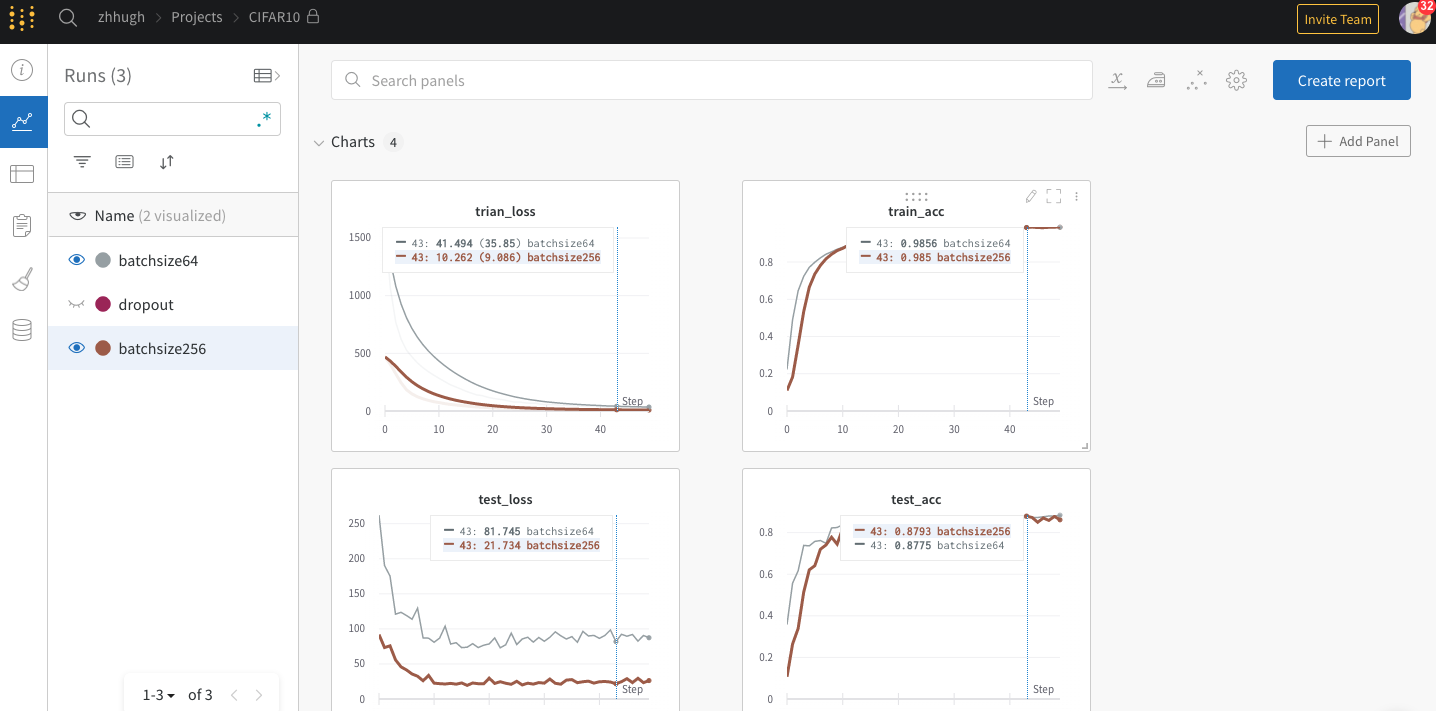 zhhugh > Projects > CIFAR10
Invite Team
32
Runs (3)
Search panels
Create report
.*
Charts 4
Add Panel
Name (2 visualized)
batchsize64
dropout
batchsize256
1-3 of 3
trian_loss
43: 41.494 (35.85) batchsize64
43: 10.262 (9.086) batchsize256
1500
1000
500
0
Step
0 10 20 30 40
train_acc
43: 0.9856 batchsize64
43: 0.985 batchsize256
0.8
0.6
0.4
0.2
0
Step
0 10 20 30 40
test_loss
43: 81.745 batchsize64
43: 21.734 batchsize256
250
200
150
100
50
0
Step
test_acc
43: 0.8793 batchsize256
43: 0.8775 batchsize64
0.8
0.6
0.4
0.2
0
Step